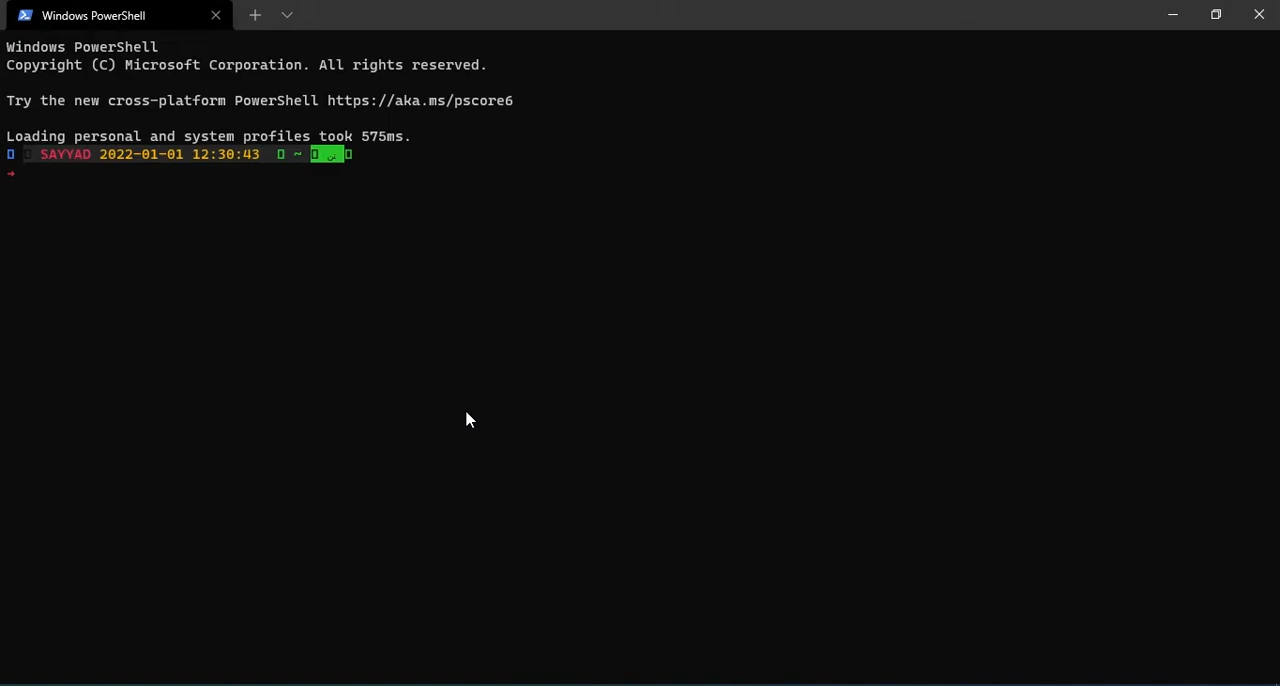 Windows PowerShell
Windows PowerShell
Copyright (C) Microsoft Corporation. All rights reserved.
Try the new cross-platform PowerShell https://aka.ms/pscore6
Loading personal and system profiles took 575ms.
SAYYAD 2022-01-01 12:30:43 ~
➜